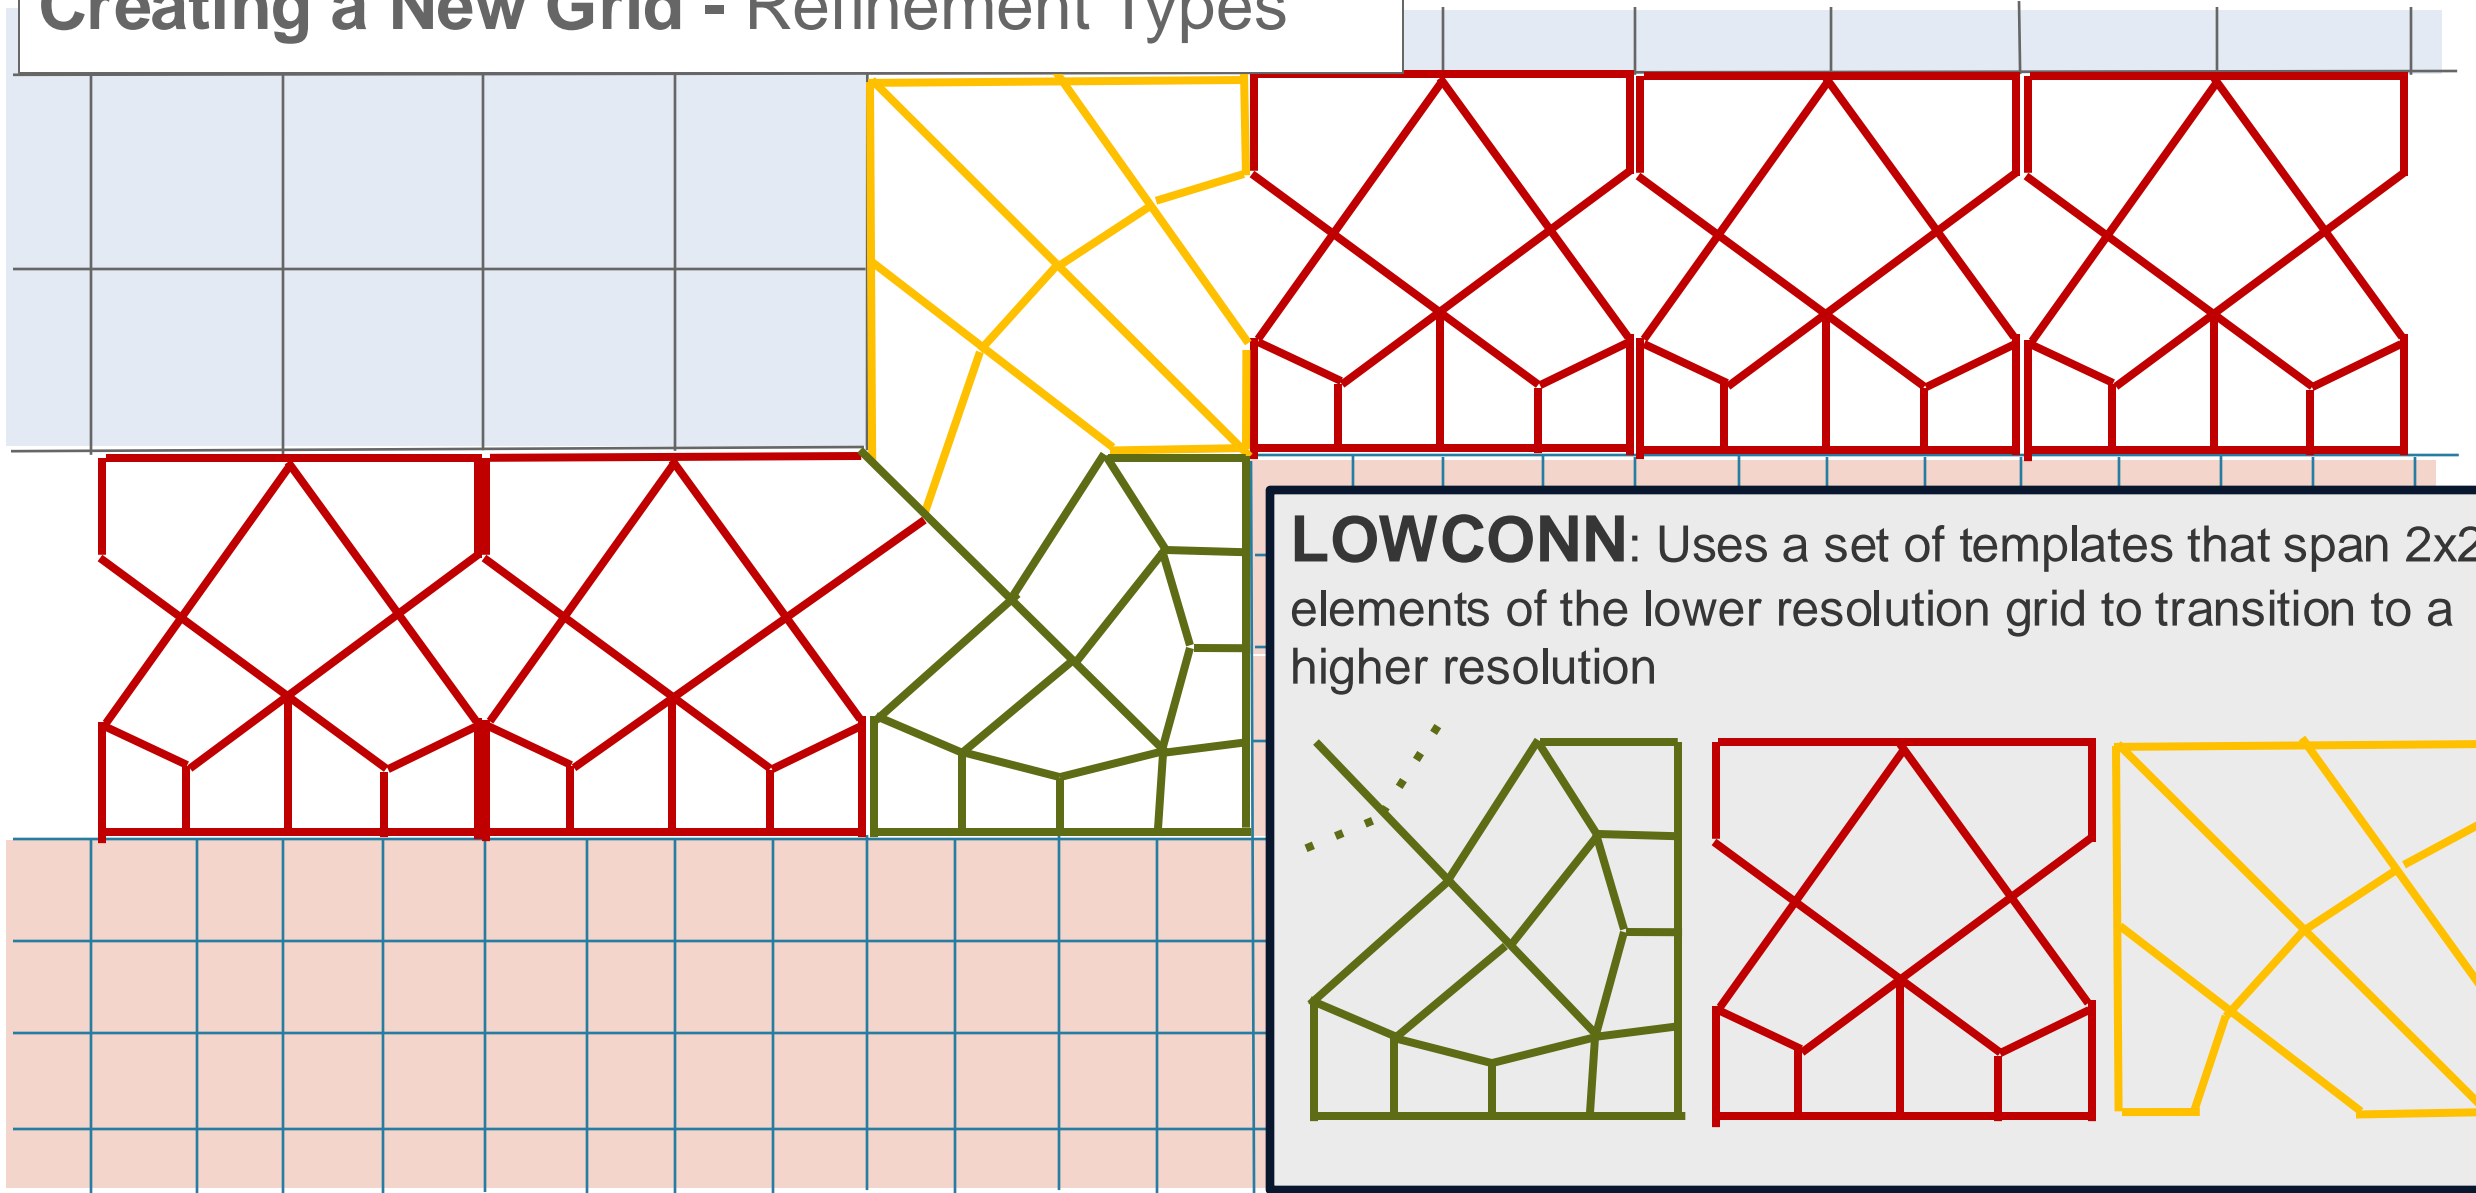 Creating a New Grid - Refinement Types
LOWCONN: Uses a set of templates that span 2x2
elements of the lower resolution grid to transition to a
higher resolution